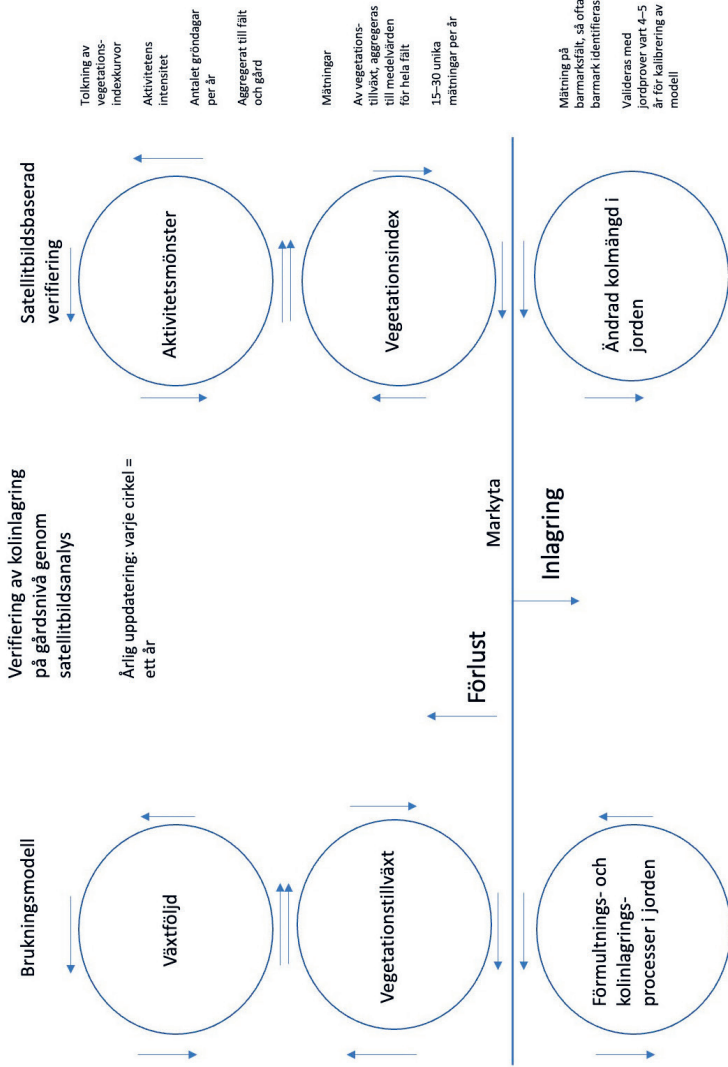 Verifiering av kolinlagring
på gårdsnivå genom
satellitbildsanalys
Årlig uppdatering: varje cirkel =
ett år
Brukningsmodell
Växtföljd
Vegetationstillväxt
Förmultnings- och
kolinlagrings-
processer i jorden
Förlust
Markyta
Inlagring
Satellitbildsbaserad
verifiering
Aktivitetsmönster
Vegetationsindex
Ändrad kolmängd i
jorden
Tolkning av
vegetations-
indexkurvor
Aktivitetens
intensitet
Antalet gröndagar
per år
Aggregerat till fält
och gård
Mätningar
Av vegetations-
tillväxt, aggregeras
till medelvärden
för hela fält
15–30 unika
mätningar per år
Mätning på
barmarksfält, så ofta
barmark identifieras
Valideras med
jordprover vart 4–5
år för kalibrering av
modell